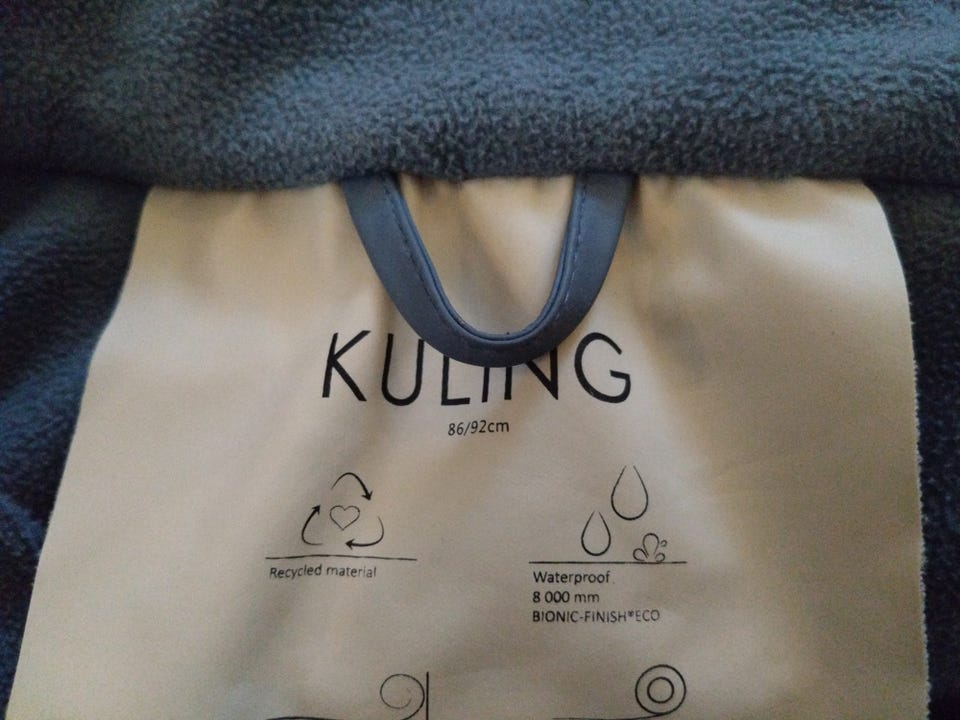 KULING
86/92cm
Recycled material
Waterproof
8 000 mm
BIONIC-FINISH®ECO